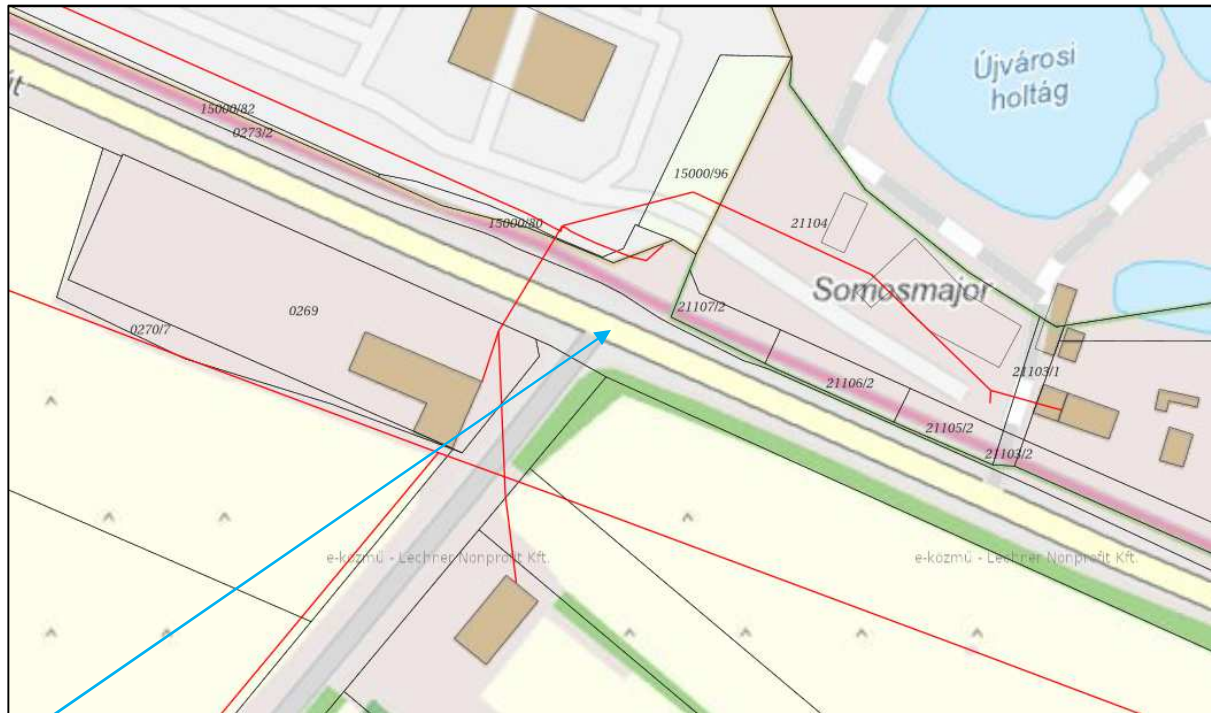 Újvárosi
holtág
út
15000/82
0273/2
15000/96
15000/80
21104
Somosmajor
0269
0270/7
21107/2
21106/2
21103/1
21105/2
21103/2
e-közmű - Lechner Nonprofit Kft.
e-közmű - Lechner Nonprofit Kft.